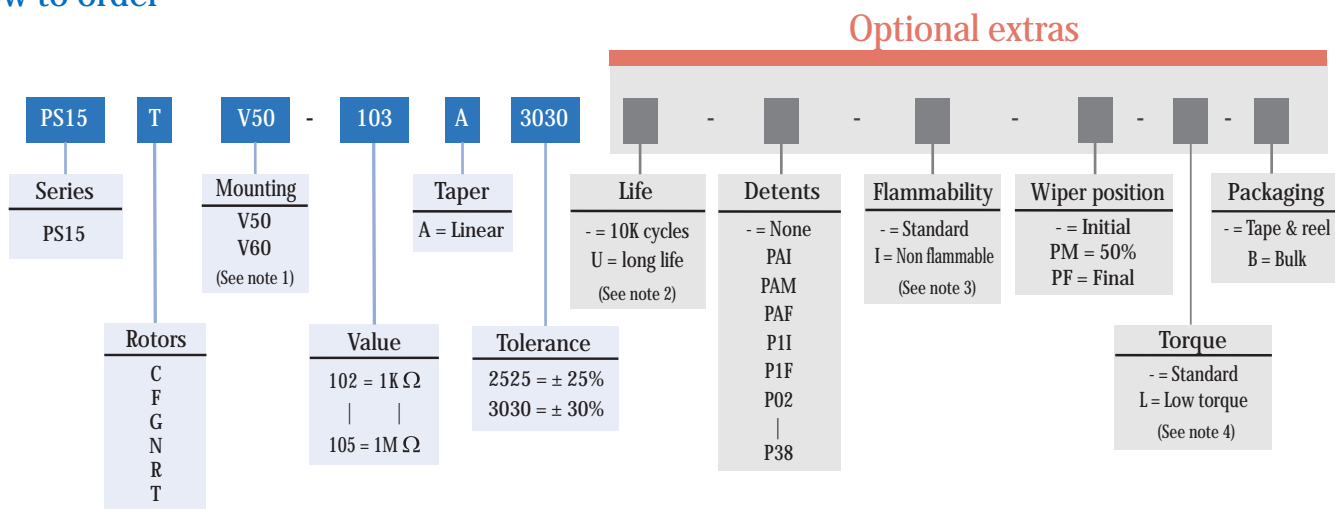 w to order
Optional extras
PS15 T V50 - 103 A 3030 - - - - -
Series
PS15
Mounting
V50
V60
(See note 1)
Taper
A = Linear
Life
- = 10K cycles
U = long life
(See note 2)
Detents
- = None
PAI
PAM
PAF
P1I
P1F
P02
|
P38
Flammability
- = Standard
I = Non flammable
(See note 3)
Wiper position
- = Initial
PM = 50%
PF = Final
Packaging
- = Tape & reel
B = Bulk
Rotors
C
F
G
N
R
T
Value
102 = 1K Ω
| |
105 = 1M Ω
Tolerance
2525 = ± 25%
3030 = ± 30%
Torque
- = Standard
L = Low torque
(See note 4)